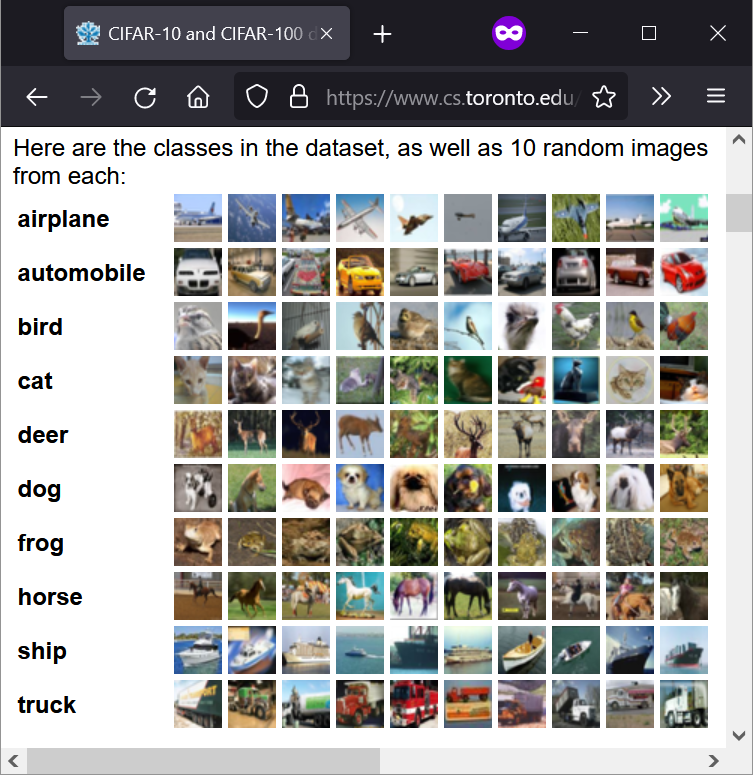 CIFAR-10 and CIFAR-100 d
https://www.cs.toronto.edu/
Here are the classes in the dataset, as well as 10 random images
from each:
airplane
automobile
bird
cat
deer
dog
frog
horse
ship
truck